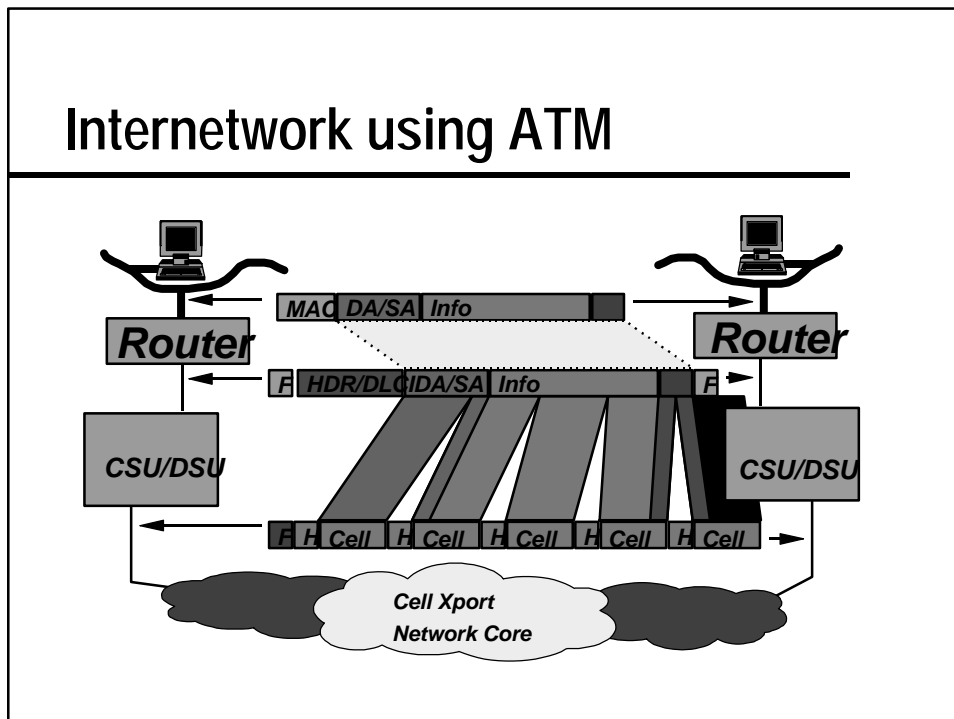 Internetwork using ATM
MAC DA/SA Info
Router Router
F HDR/DLCI DA/SA Info F
CSU/DSU CSU/DSU
F H Cell H Cell H Cell H Cell H Cell
Cell Xport
Network Core